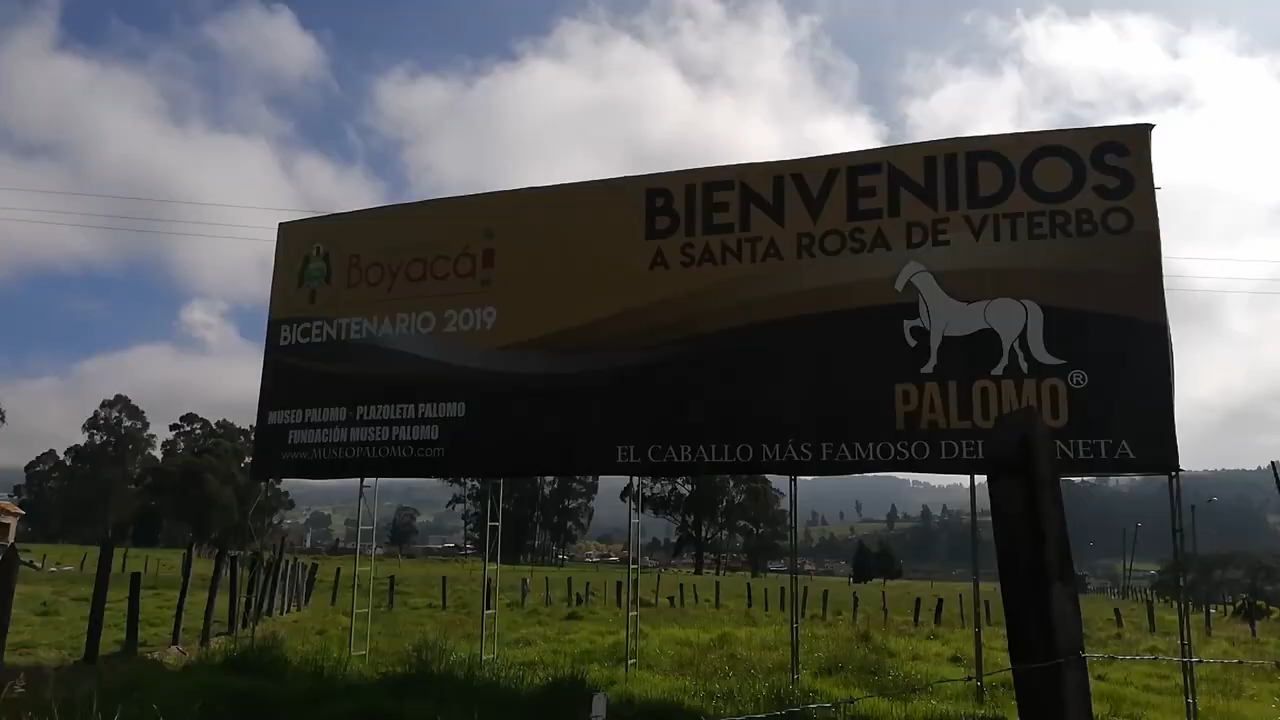 Boyacá
BICENTENARIO 2019
MUSEO PALOMO - PLAZOLETA PALOMO
FUNDACIÓN MUSEO PALOMO
www.MUSEOPALOMO.com
BIENVENIDOS
A SANTA ROSA DE VITERBO
PALOMO®
EL CABALLO MÁS FAMOSO DEL